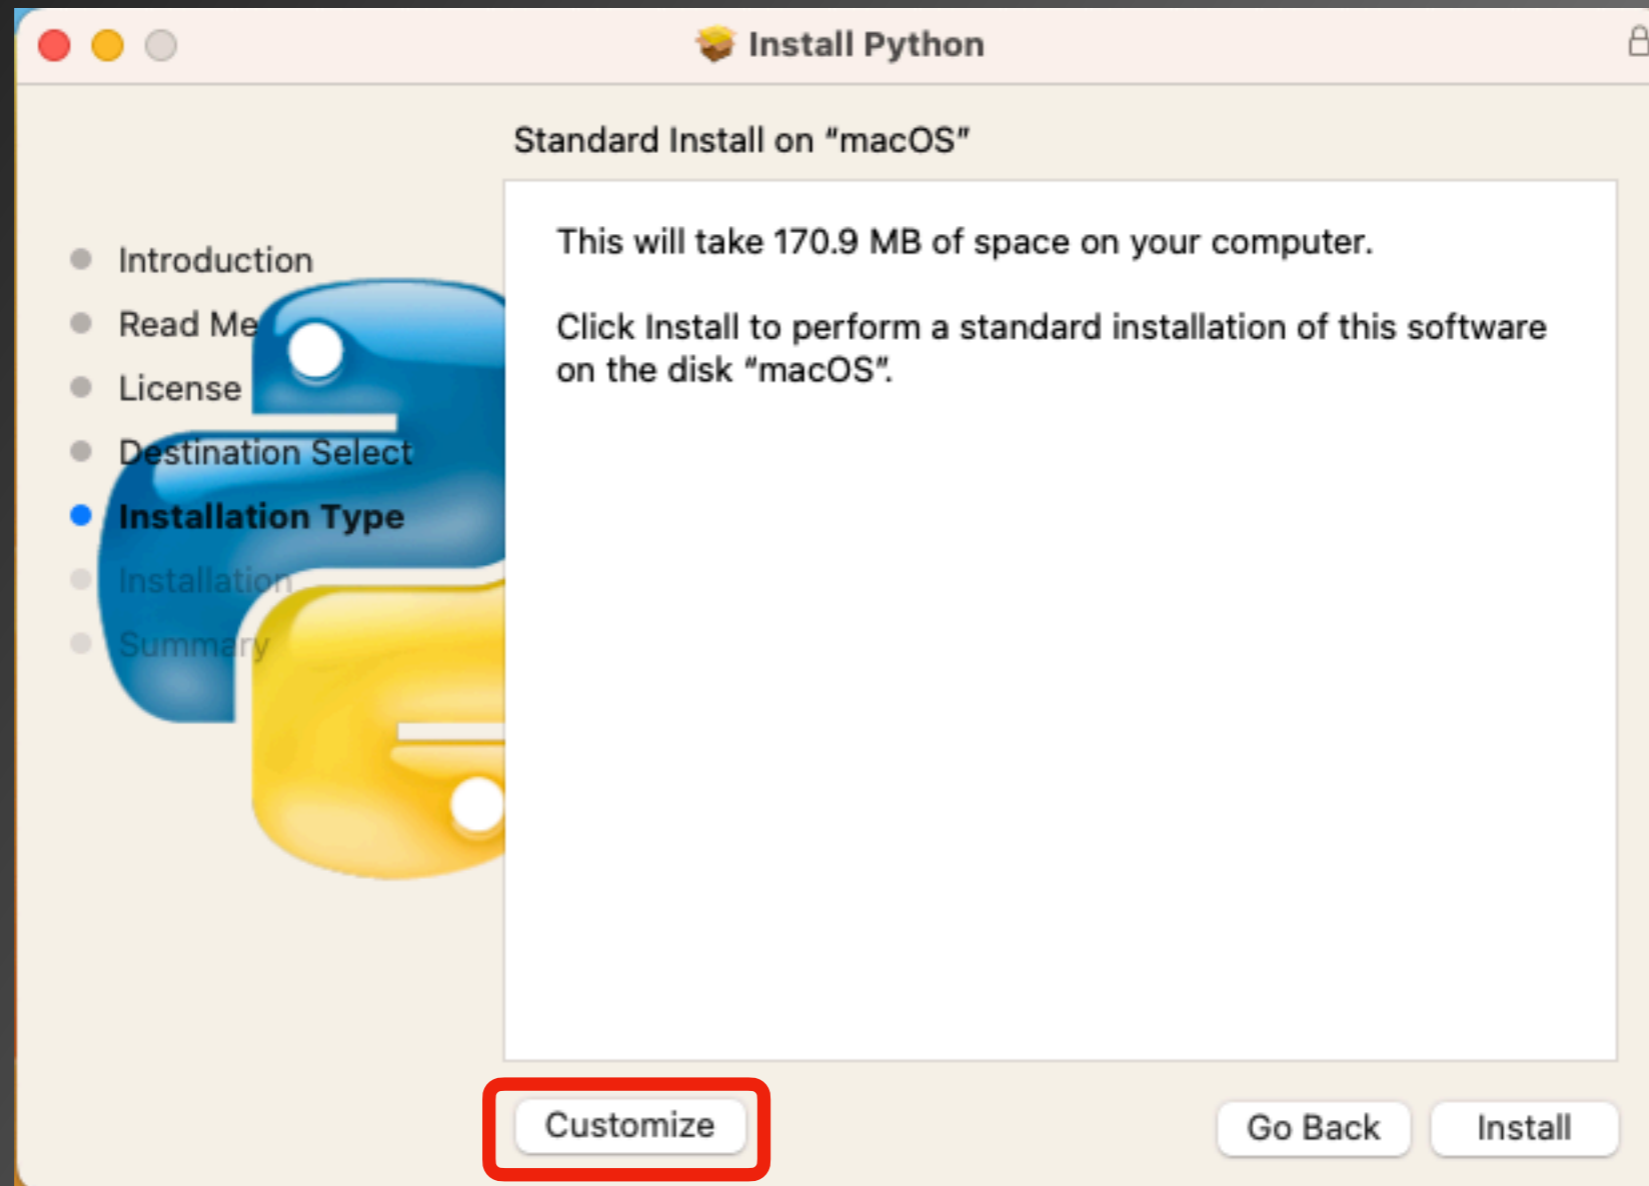 Install Python
Standard Install on “macOS”
Introduction
Read Me
License
Destination Select
Installation Type
Installation
Summary
This will take 170.9 MB of space on your computer.
Click Install to perform a standard installation of this software
on the disk “macOS”.
Customize
Go Back
Install